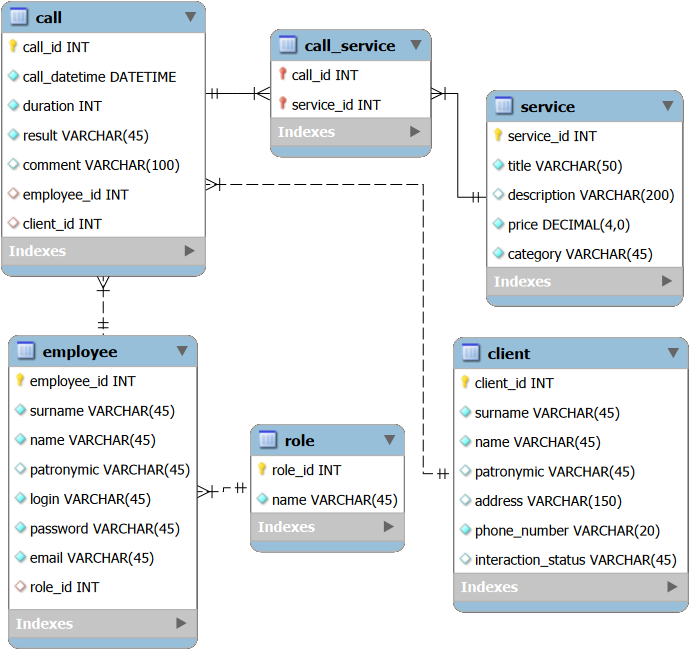 call
call_id INT
call_datetime DATETIME
duration INT
result VARCHAR(45)
comment VARCHAR(100)
employee_id INT
client_id INT
Indexes
call_service
call_id INT
service_id INT
Indexes
service
service_id INT
title VARCHAR(50)
description VARCHAR(200)
price DECIMAL(4,0)
category VARCHAR(45)
Indexes
employee
employee_id INT
surname VARCHAR(45)
name VARCHAR(45)
patronymic VARCHAR(45)
login VARCHAR(45)
password VARCHAR(45)
email VARCHAR(45)
role_id INT
Indexes
role
role_id INT
name VARCHAR(45)
Indexes
client
client_id INT
surname VARCHAR(45)
name VARCHAR(45)
patronymic VARCHAR(45)
address VARCHAR(150)
phone_number VARCHAR(20)
interaction_status VARCHAR(45)
Indexes